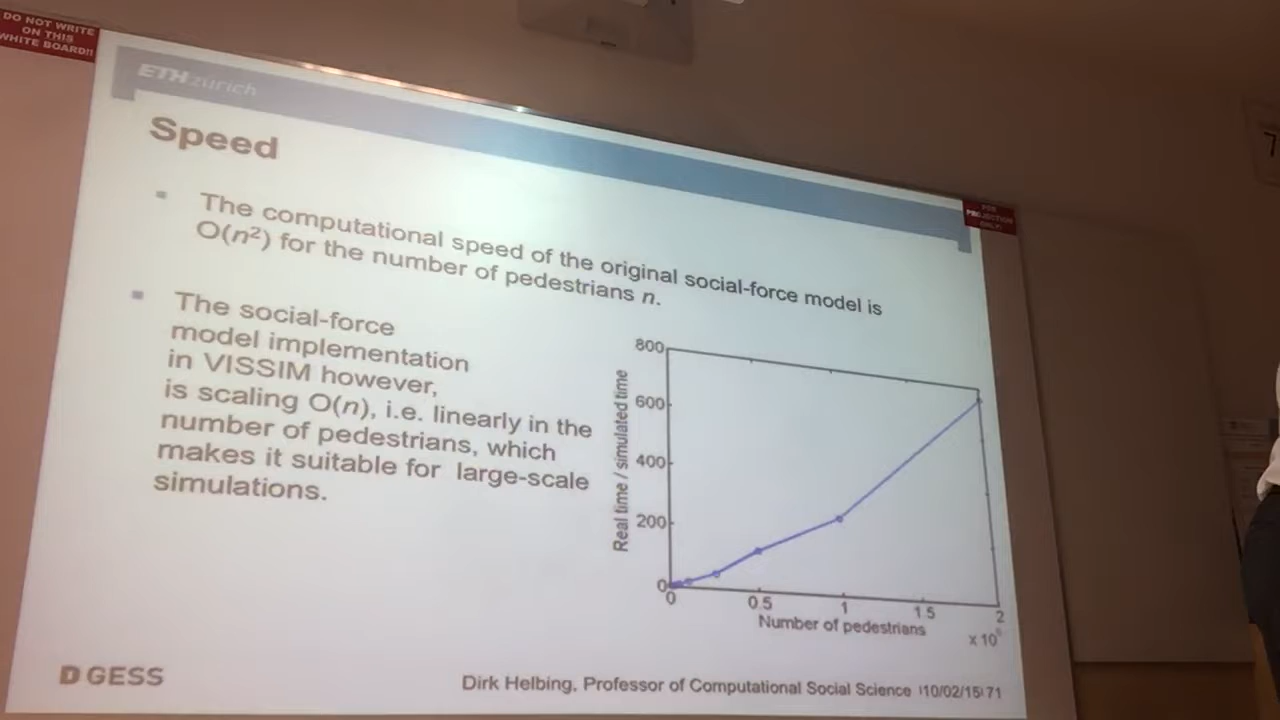 DO NOT WRITE
ON THIS
WHITE BOARD!!
ETH zürich
Speed
FOR
PROJECTION
ONLY!
The computational speed of the original social-force model is
O(n²) for the number of pedestrians n.
The social-force
model implementation
in VISSIM however,
is scaling O(n), i.e. linearly in the
number of pedestrians, which
makes it suitable for large-scale
simulations.
800
600
400
200
0
Real time / simulated time
0 0.5 1 1.5 2
Number of pedestrians
x 10
D GESS
Dirk Helbing, Professor of Computational Social Science |10/02/15| 71